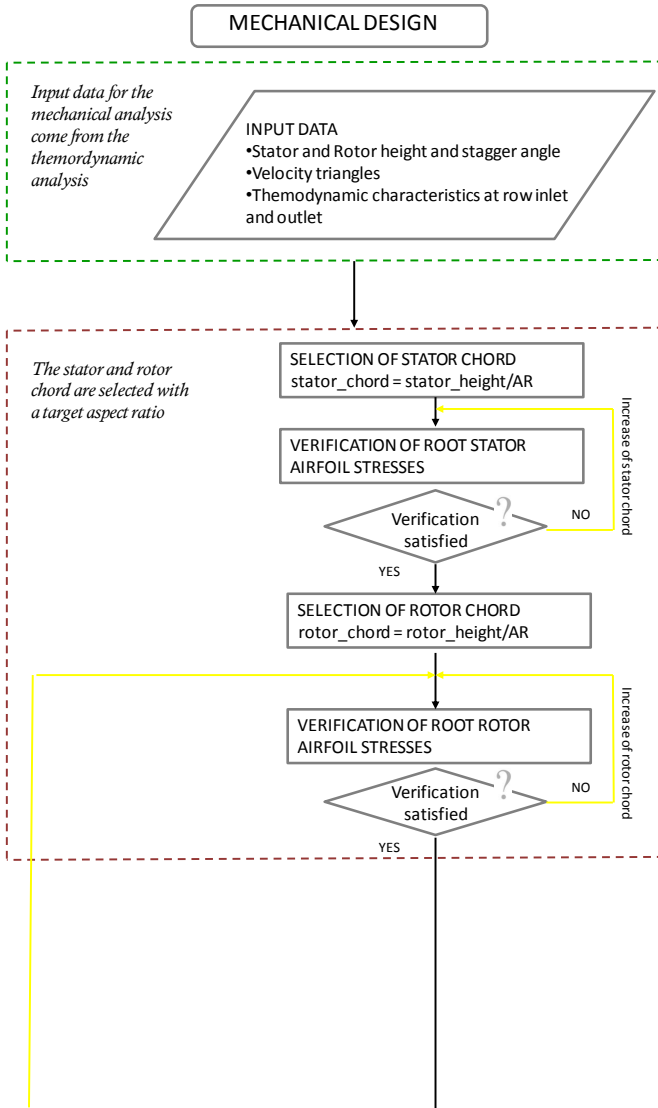 MECHANICAL DESIGN
Input data for the
mechanical analysis
come from the
themordynamic
analysis
INPUT DATA
•Stator and Rotor height and stagger angle
•Velocity triangles
•Themodynamic characteristics at row inlet
and outlet
The stator and rotor
chord are selected with
a target aspect ratio
SELECTION OF STATOR CHORD
stator_chord = stator_height/AR
Increase of stator chord
VERIFICATION OF ROOT STATOR
AIRFOIL STRESSES
?
Verification
satisfied
NO
YES
SELECTION OF ROTOR CHORD
rotor_chord = rotor_height/AR
Increase of rotor chord
VERIFICATION OF ROOT ROTOR
AIRFOIL STRESSES
?
Verification
satisfied
NO
YES